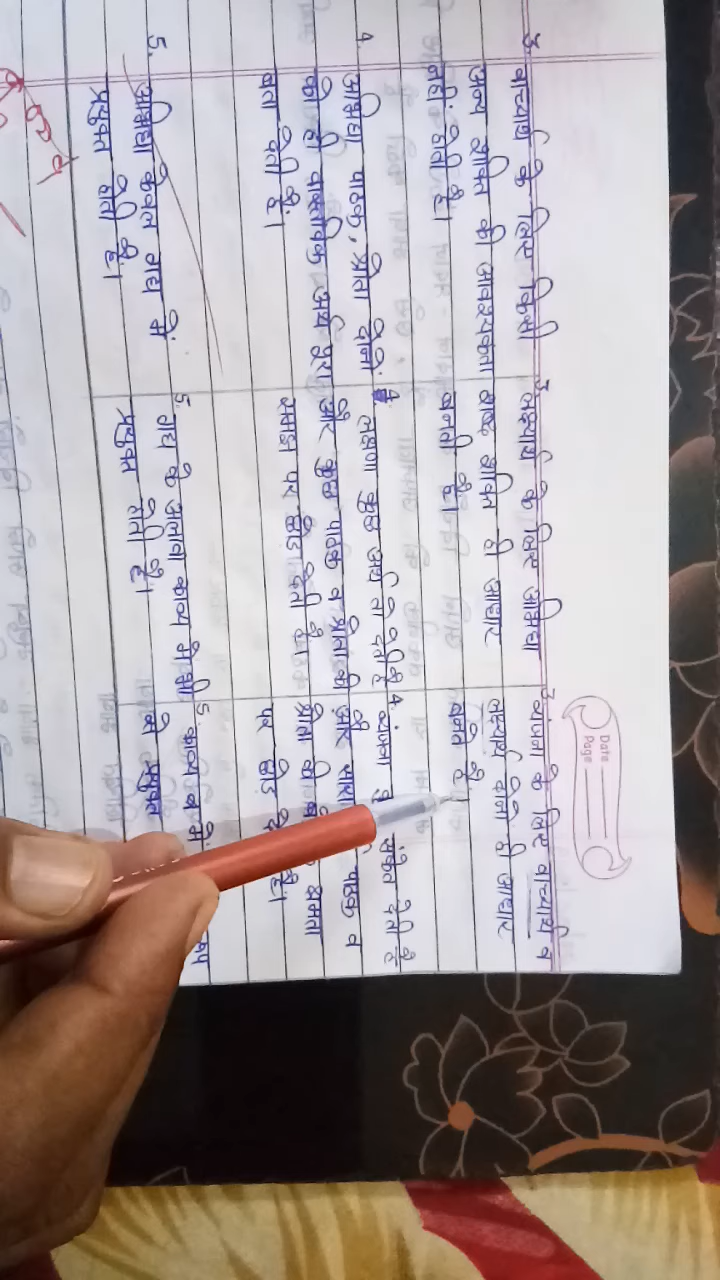 Date
Page
3. वाच्यार्थ के लिए किसी
अन्य शक्ति की आवश्यकता
नहीं होती है।
3. लक्ष्यार्थ के लिए अभिधा
शब्द शक्ति ही आधार
बनती है।
3. व्यंजना के लिए वाच्यार्थ व
लक्ष्यार्थ दोनों ही आधार
बनते हैं।
4. अभिधा पाठक, श्रोता दोनों
को ही वास्तविक अर्थ पूरा
बता देती है।
4. लक्षणा कुछ अर्थ तो देती है
और कुछ पाठक व श्रोता की
समझ पर छोड़ देती है।
4. व्यंजना संकेत देती है
और पाठक व
श्रोता की क्षमता
पर छोड़ है।
5. अभिधा केवल गद्य में
प्रयुक्त होती है।
5. गद्य के अलावा काव्य में भी
प्रयुक्त होती है।
5. काव्य व में
ही प्रयुक्त